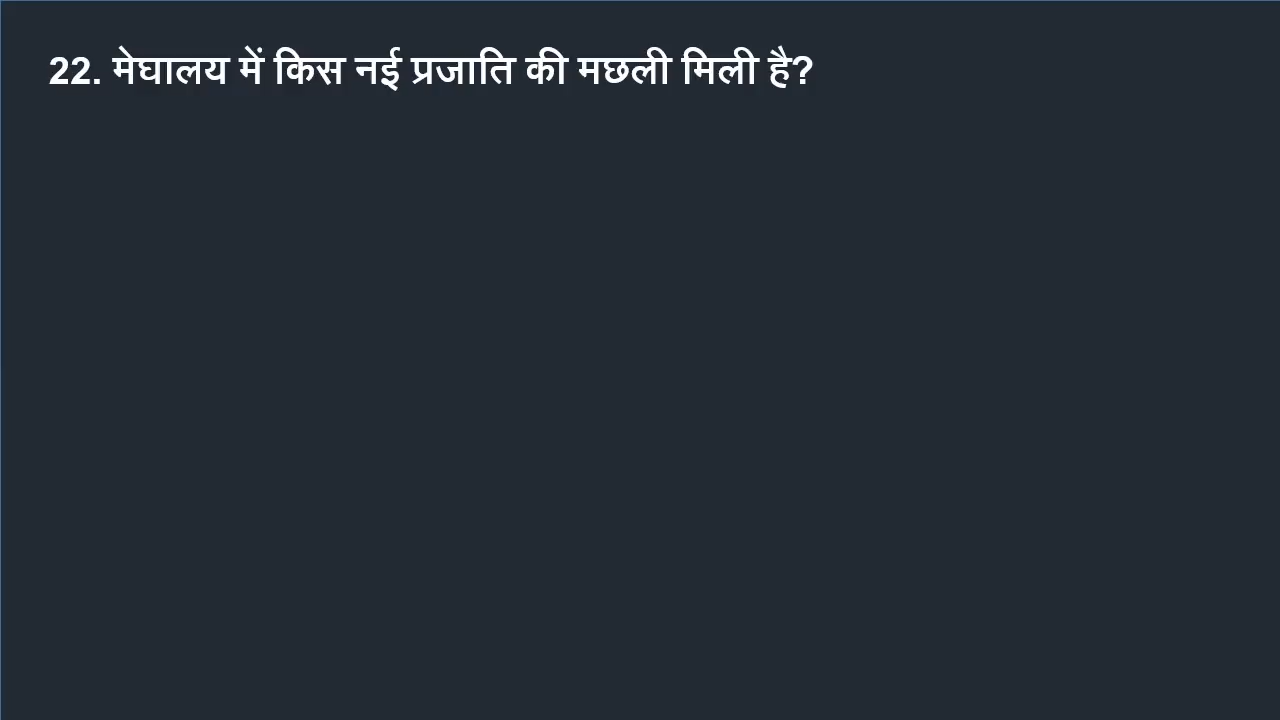 22. मेघालय में किस नई प्रजाति की मछली मिली है?